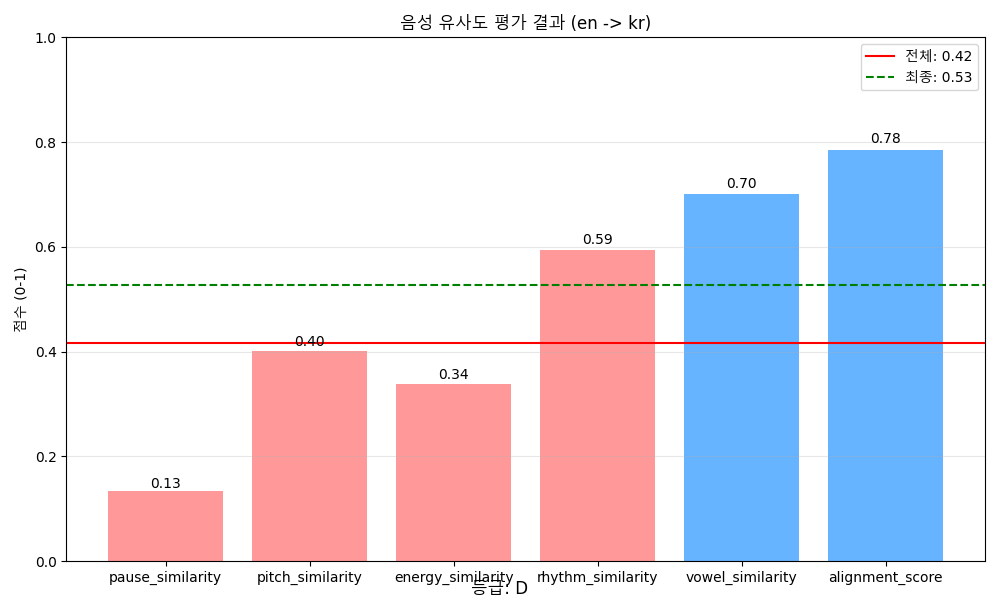 음성 유사도 평가 결과 (en -> kr)
전체: 0.42
최종: 0.53
점수 (0-1)
1.0
0.8
0.6
0.4
0.2
0.0
0.13
0.40
0.34
0.59
0.70
0.78
pause_similarity pitch_similarity energy_similarity rhythm_similarity vowel_similarity alignment_score
등급: D